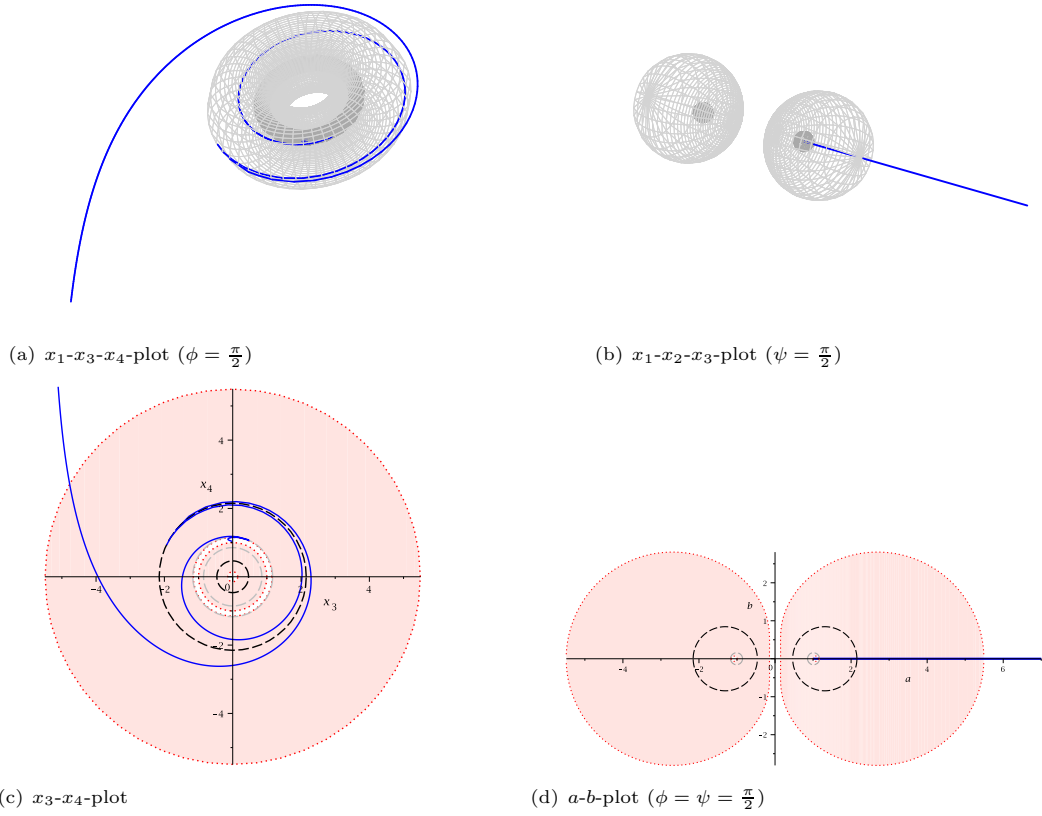 (a) x₁-x₃-x₄-plot (ϕ = π/2)
(b) x₁-x₂-x₃-plot (ψ = π/2)
4
x₄
2
−4 −2 0 4
x₃
−2
−4
(c) x₃-x₄-plot
2
b
1
−4 −2 0 2 4 6
a
−1
−2
(d) a-b-plot (ϕ = ψ = π/2)